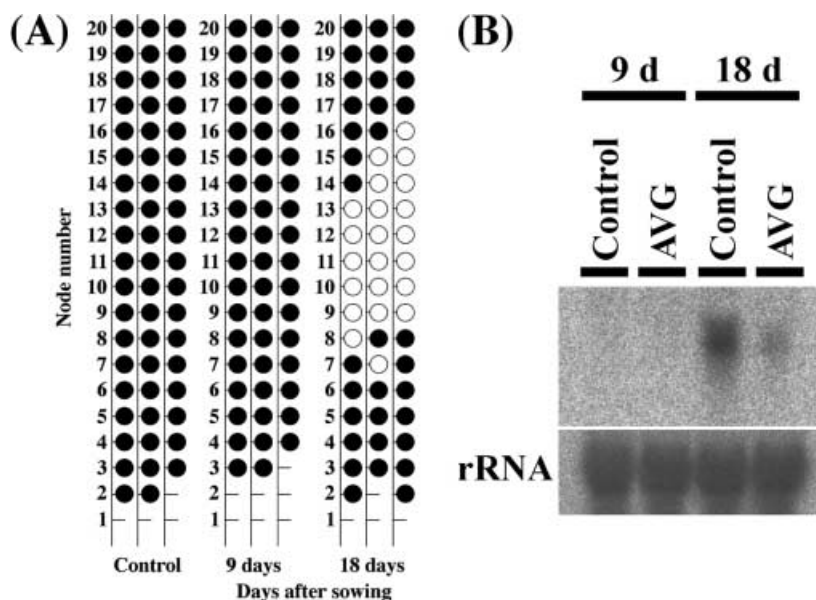 (A)
20 20 20
19 19 19
18 18 18
17 17 17
16 16 16
15 15 15
14 14 14
13 13 13
12 12 12
11 11 11
10 10 10
9 9 9
8 8 8
7 7 7
6 6 6
5 5 5
4 4 4
3 3 3
2 2 2
1 1 1
Node number
Control 9 days 18 days
Days after sowing
(B)
9 d 18 d
Control AVG Control AVG
rRNA